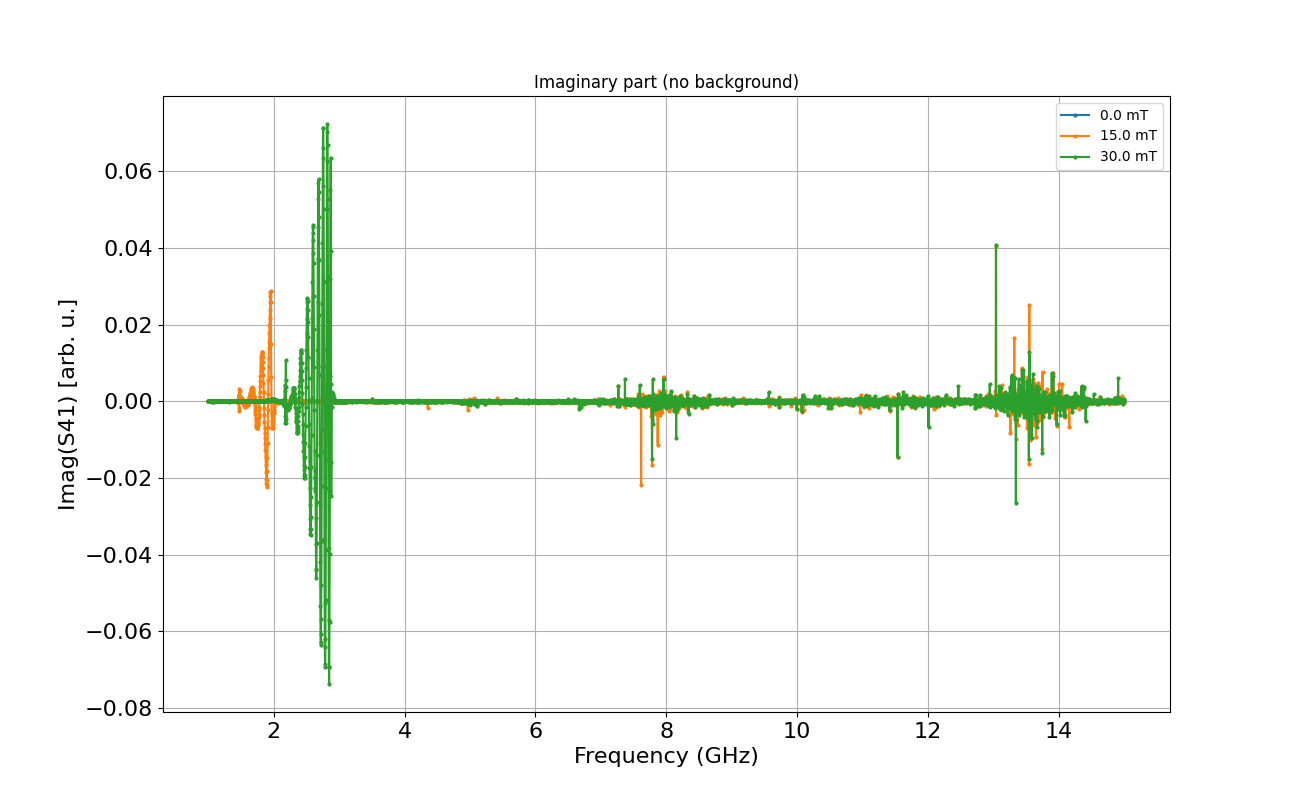 Imaginary part (no background)
0.0 mT
15.0 mT
30.0 mT
0.06
0.04
0.02
0.00
−0.02
−0.04
−0.06
−0.08
Imag(S41) [arb. u.]
2 4 6 8 10 12 14
Frequency (GHz)